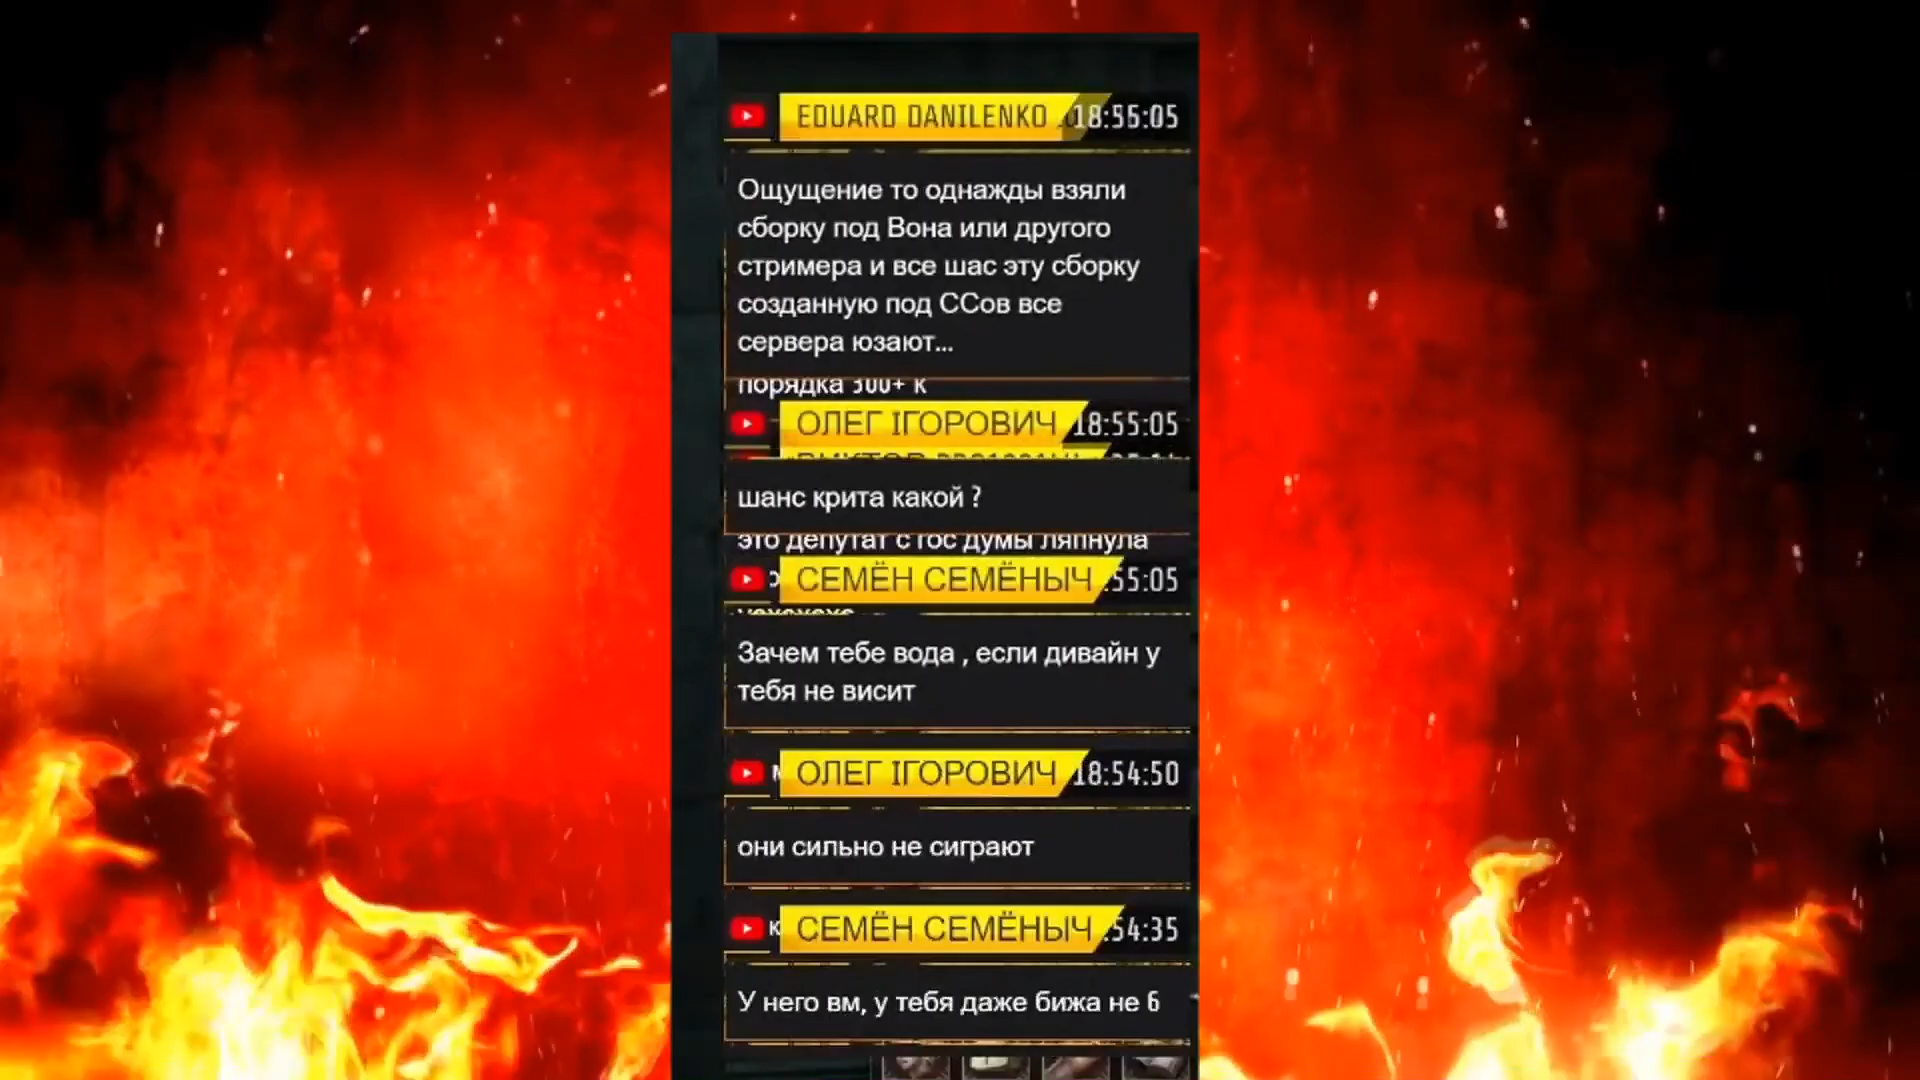 EDUARD DANILENKO 18:55:05
Ощущение то однажды взяли
сборку под Вона или другого
стримера и все шас эту сборку
созданную под ССов все
сервера юзают...
порядка 300+ к
ОЛЕГ ІГОРОВИЧ 18:55:05
шанс крита какой ?
это депутат с гос думы ляпнула
СЕМЁН СЕМЁНЫЧ :55:05
Зачем тебе вода , если дивайн у
тебя не висит
ОЛЕГ ІГОРОВИЧ 18:54:50
они сильно не сиграют
СЕМЁН СЕМЁНЫЧ :54:35
У него вм, у тебя даже бижа не 6